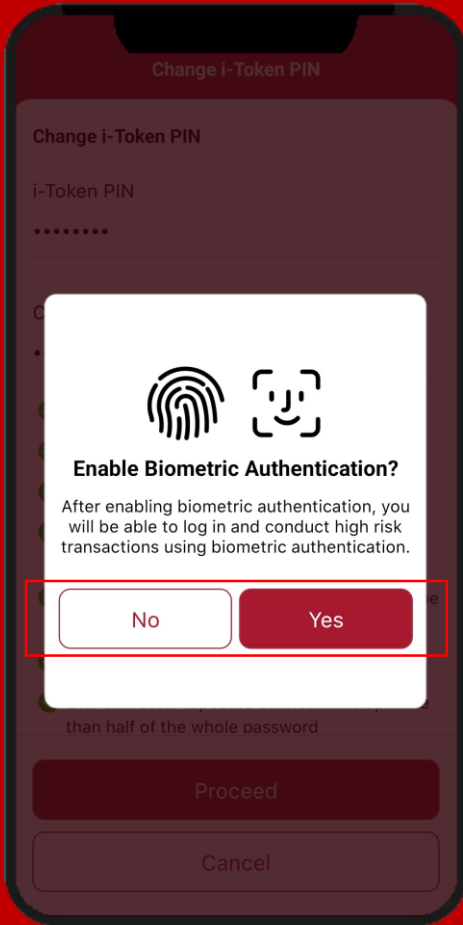 Change i-Token PIN
Change i-Token PIN
i-Token PIN
••••••••
C
Enable Biometric Authentication?
After enabling biometric authentication, you
will be able to log in and conduct high risk
transactions using biometric authentication.
No
Yes
than half of the whole password
Proceed
Cancel